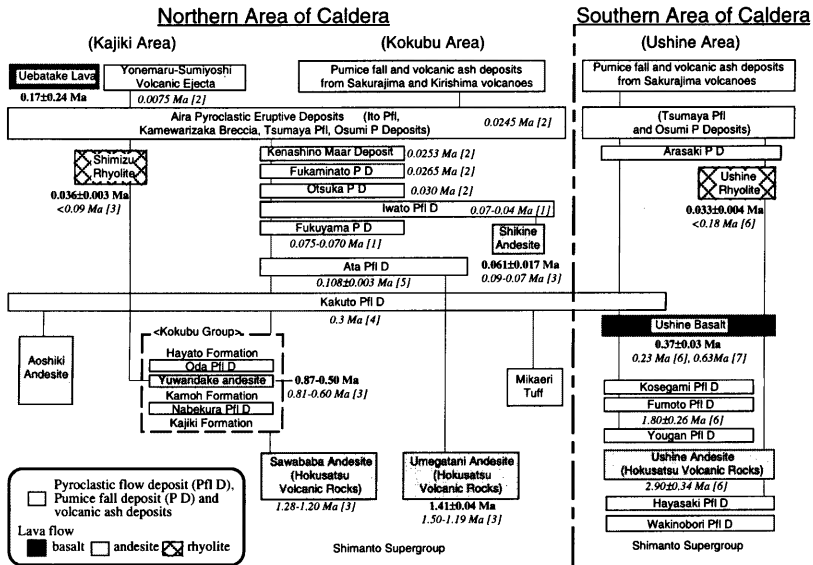 Northern Area of Caldera
Southern Area of Caldera
(Kajiki Area)
(Kokubu Area)
(Ushine Area)
Uebatake Lava
0.17±0.24 Ma
Yonemaru-Sumiyoshi
Volcanic Ejecta
0.0075 Ma [2]
Pumice fall and volcanic ash deposits
from Sakurajima and Kirishima volcanoes
Pumice fall and volcanic ash deposits
from Sakurajima volcanoes
Aira Pyroclastic Eruptive Deposits (Ito Pfl,
Kamewarizaka Breccia, Tsumaya Pfl, Osumi P Deposits)
0.0245 Ma [2]
(Tsumaya Pfl
and Osumi P Deposits)
Shimizu
Rhyolite
0.036±0.003 Ma
<0.09 Ma [3]
Kenashino Maar Deposit
0.0253 Ma [2]
Fukaminato P D
0.0265 Ma [2]
Otsuka P D
0.030 Ma [2]
Iwato Pfl D
0.07-0.04 Ma [1]
Fukuyama P D
0.075-0.070 Ma [1]
Shikine
Andesite
0.061±0.017 Ma
0.09-0.07 Ma [3]
Ata Pfl D
0.108±0.003 Ma [5]
Arasaki P D
Ushine
Rhyolite
0.033±0.004 Ma
<0.18 Ma [6]
Kakuto Pfl D
0.3 Ma [4]
Aoshiki
Andesite
<Kokubu Group>
Hayato Formation
Oda Pfl D
Yuwandake andesite
Kamoh Formation
Nabekura Pfl D
Kajiki Formation
0.87-0.50 Ma
0.81-0.60 Ma [3]
Mikaeri
Tuff
Ushine Basalt
0.37±0.03 Ma
0.23 Ma [6], 0.63Ma [7]
Kosegami Pfl D
Fumoto Pfl D
1.80±0.26 Ma [6]
Yougan Pfl D
Ushine Andesite
(Hokusatsu Volcanic Rocks)
2.90±0.34 Ma [6]
Hayasaki Pfl D
Wakinobori Pfl D
Shimanto Supergroup
Sawababa Andesite
(Hokusatsu
Volcanic Rocks)
1.28-1.20 Ma [3]
Umegatani Andesite
(Hokusatsu
Volcanic Rocks)
1.41±0.04 Ma
1.50-1.19 Ma [3]
Shimanto Supergroup
Pyroclastic flow deposit (Pfl D),
Pumice fall deposit (P D) and
volcanic ash deposits
Lava flow
basalt
andesite
rhyolite